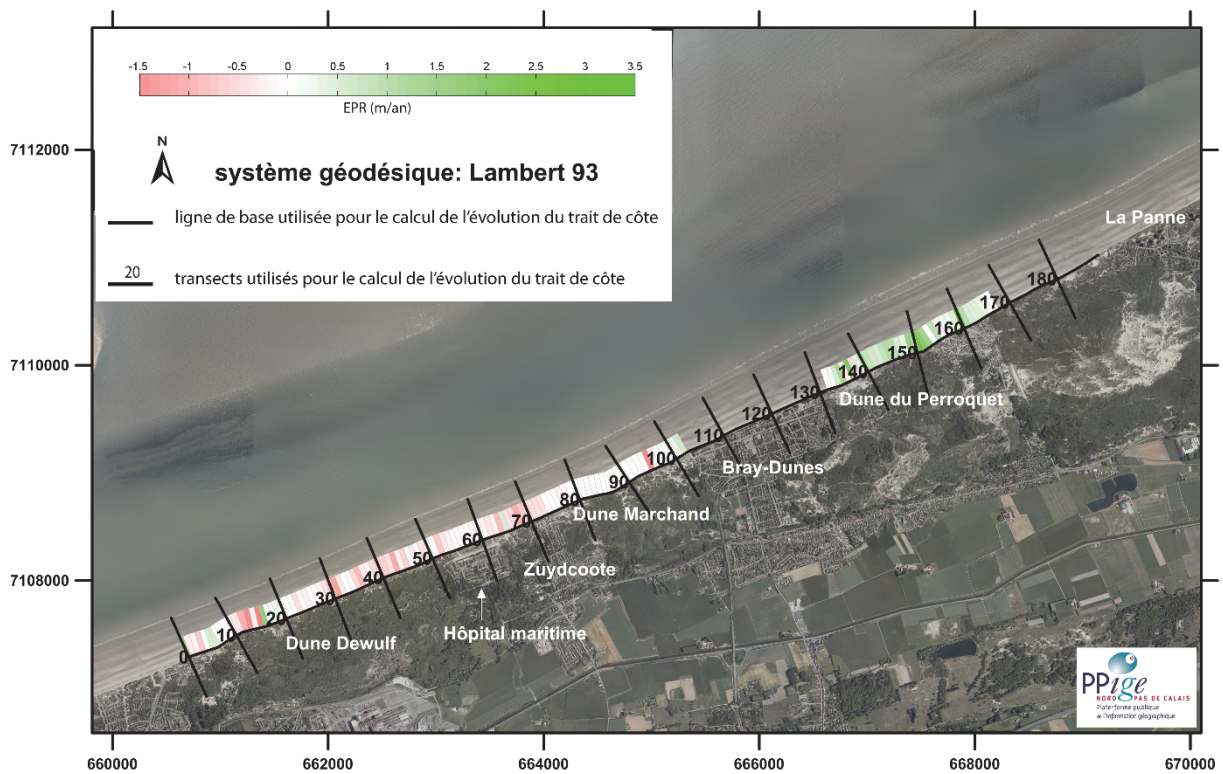 -1.5 -1 -0.5 0 0.5 1 1.5 2 2.5 3 3.5
EPR (m/an)
N
système géodésique: Lambert 93
ligne de base utilisée pour le calcul de l'évolution du trait de côte
20
transects utilisés pour le calcul de l'évolution du trait de côte
7112000
7110000
7108000
La Panne
180
170
160
150
140
130
Dune du Perroquet
120
110
Bray-Dunes
100
90
80
Dune Marchand
70
Zuydcoote
60
Hôpital maritime
50
40
30
Dune Dewulf
20
10
0
PPige
NORD PAS DE CALAIS
Plate-forme publique
de l'information géographique
660000 662000 664000 666000 668000 670000